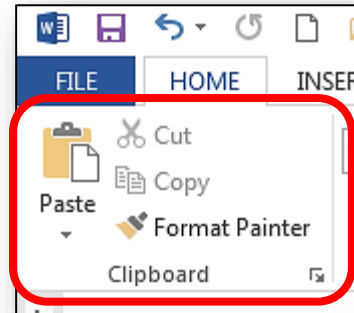 FILE HOME INSER
Cut
Copy
Paste
Format Painter
Clipboard